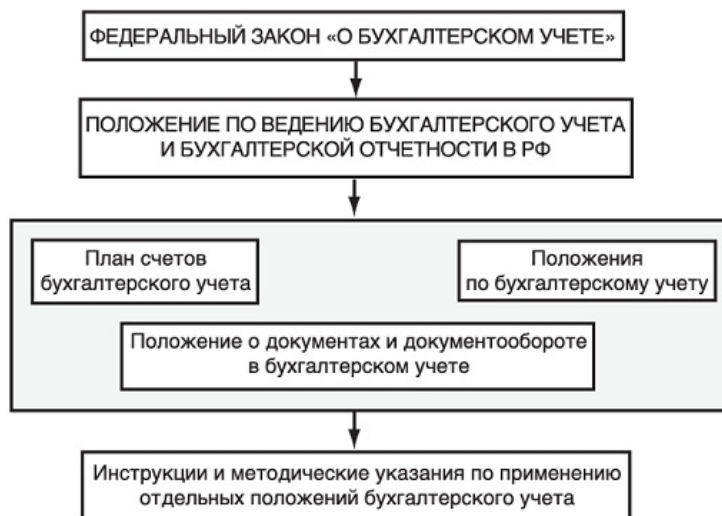 ФЕДЕРАЛЬНЫЙ ЗАКОН «О БУХГАЛТЕРСКОМ УЧЕТЕ»
ПОЛОЖЕНИЕ ПО ВЕДЕНИЮ БУХГАЛТЕРСКОГО УЧЕТА
И БУХГАЛТЕРСКОЙ ОТЧЕТНОСТИ В РФ
План счетов
бухгалтерского учета
Положения
по бухгалтерскому учету
Положение о документах и документообороте
в бухгалтерском учете
Инструкции и методические указания по применению
отдельных положений бухгалтерского учета